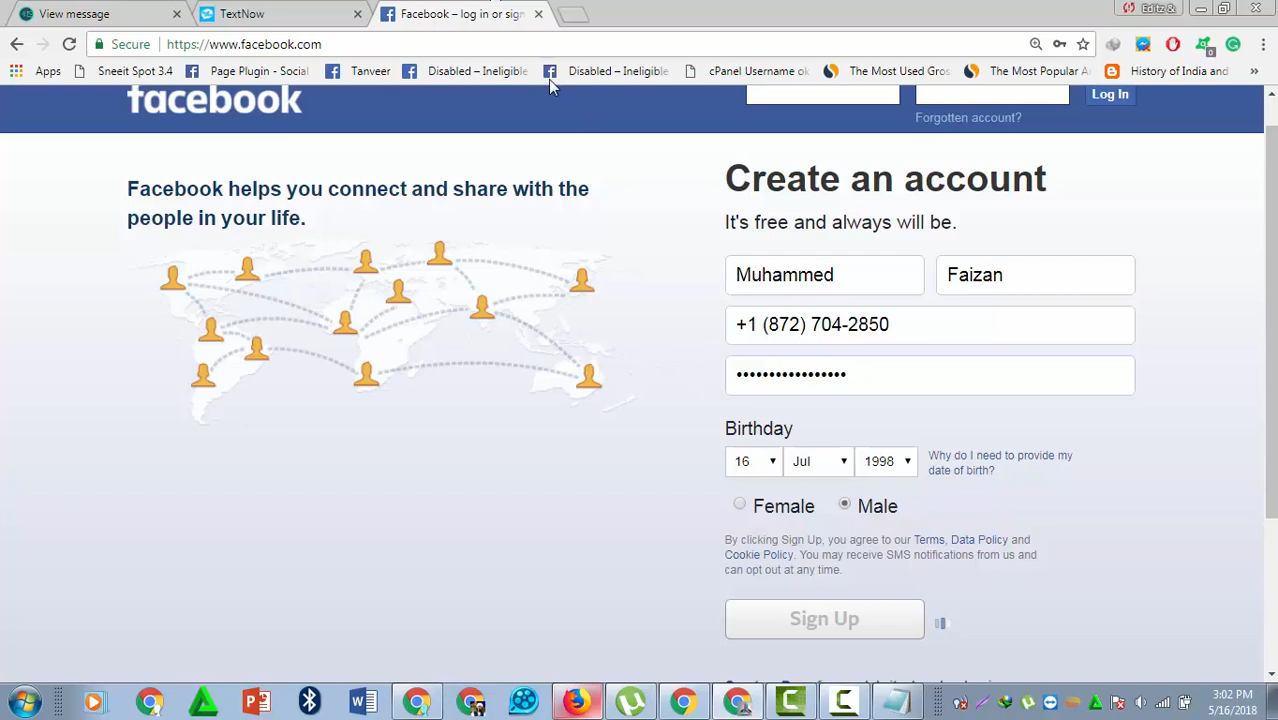 View message
TextNow
Facebook – log in or sign
Editz &
Secure
https://www.facebook.com
Apps
Sneeit Spot 3.4
Page Plugin - Social
Tanveer
Disabled – Ineligible
Disabled – Ineligible
cPanel Username ok
The Most Used Gros
The Most Popular A
History of India and
facebook
Log In
Forgotten account?
Facebook helps you connect and share with the
people in your life.
Create an account
It's free and always will be.
Muhammed
Faizan
+1 (872) 704-2850
•••••••••••••••••
Birthday
16
Jul
1998
Why do I need to provide my
date of birth?
Female
Male
By clicking Sign Up, you agree to our Terms, Data Policy and
Cookie Policy. You may receive SMS notifications from us and
can opt out at any time.
Sign Up
3:02 PM
5/16/2018